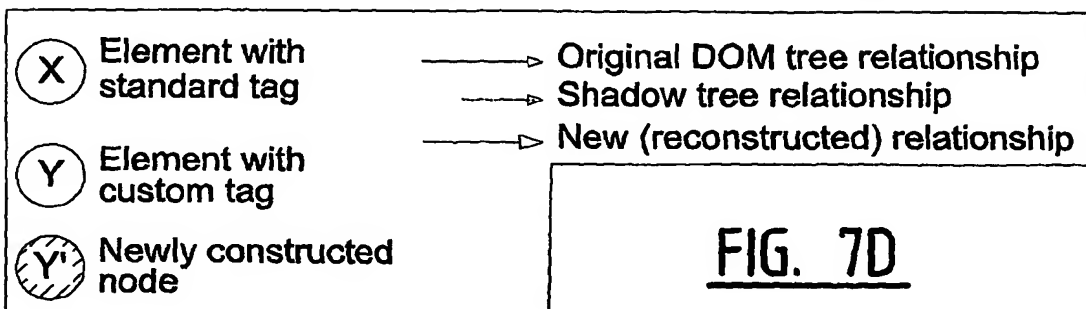 X Element with
standard tag
Y Element with
custom tag
Y' Newly constructed
node
Original DOM tree relationship
Shadow tree relationship
New (reconstructed) relationship
FIG. 7D